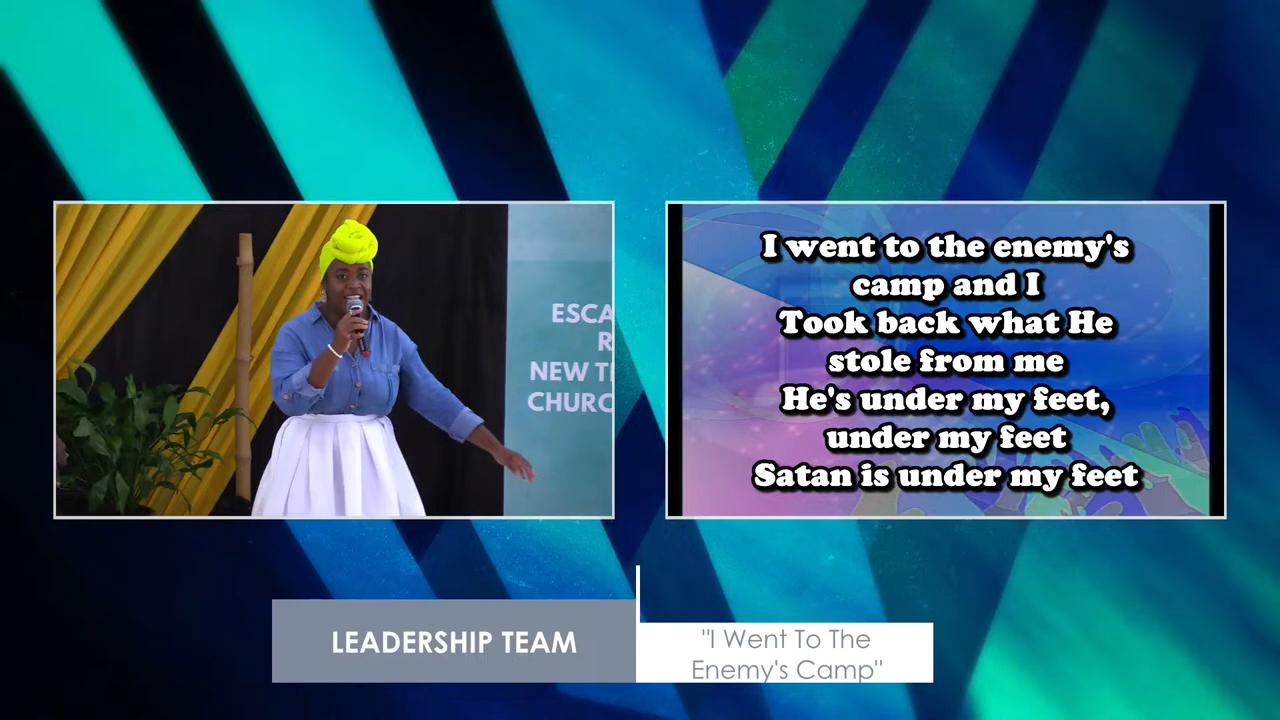 ESCA
R
NEW T
CHURC
I went to the enemy's
camp and I
Took back what He
stole from me
He's under my feet,
under my feet
Satan is under my feet
LEADERSHIP TEAM
"I Went To The
Enemy's Camp"